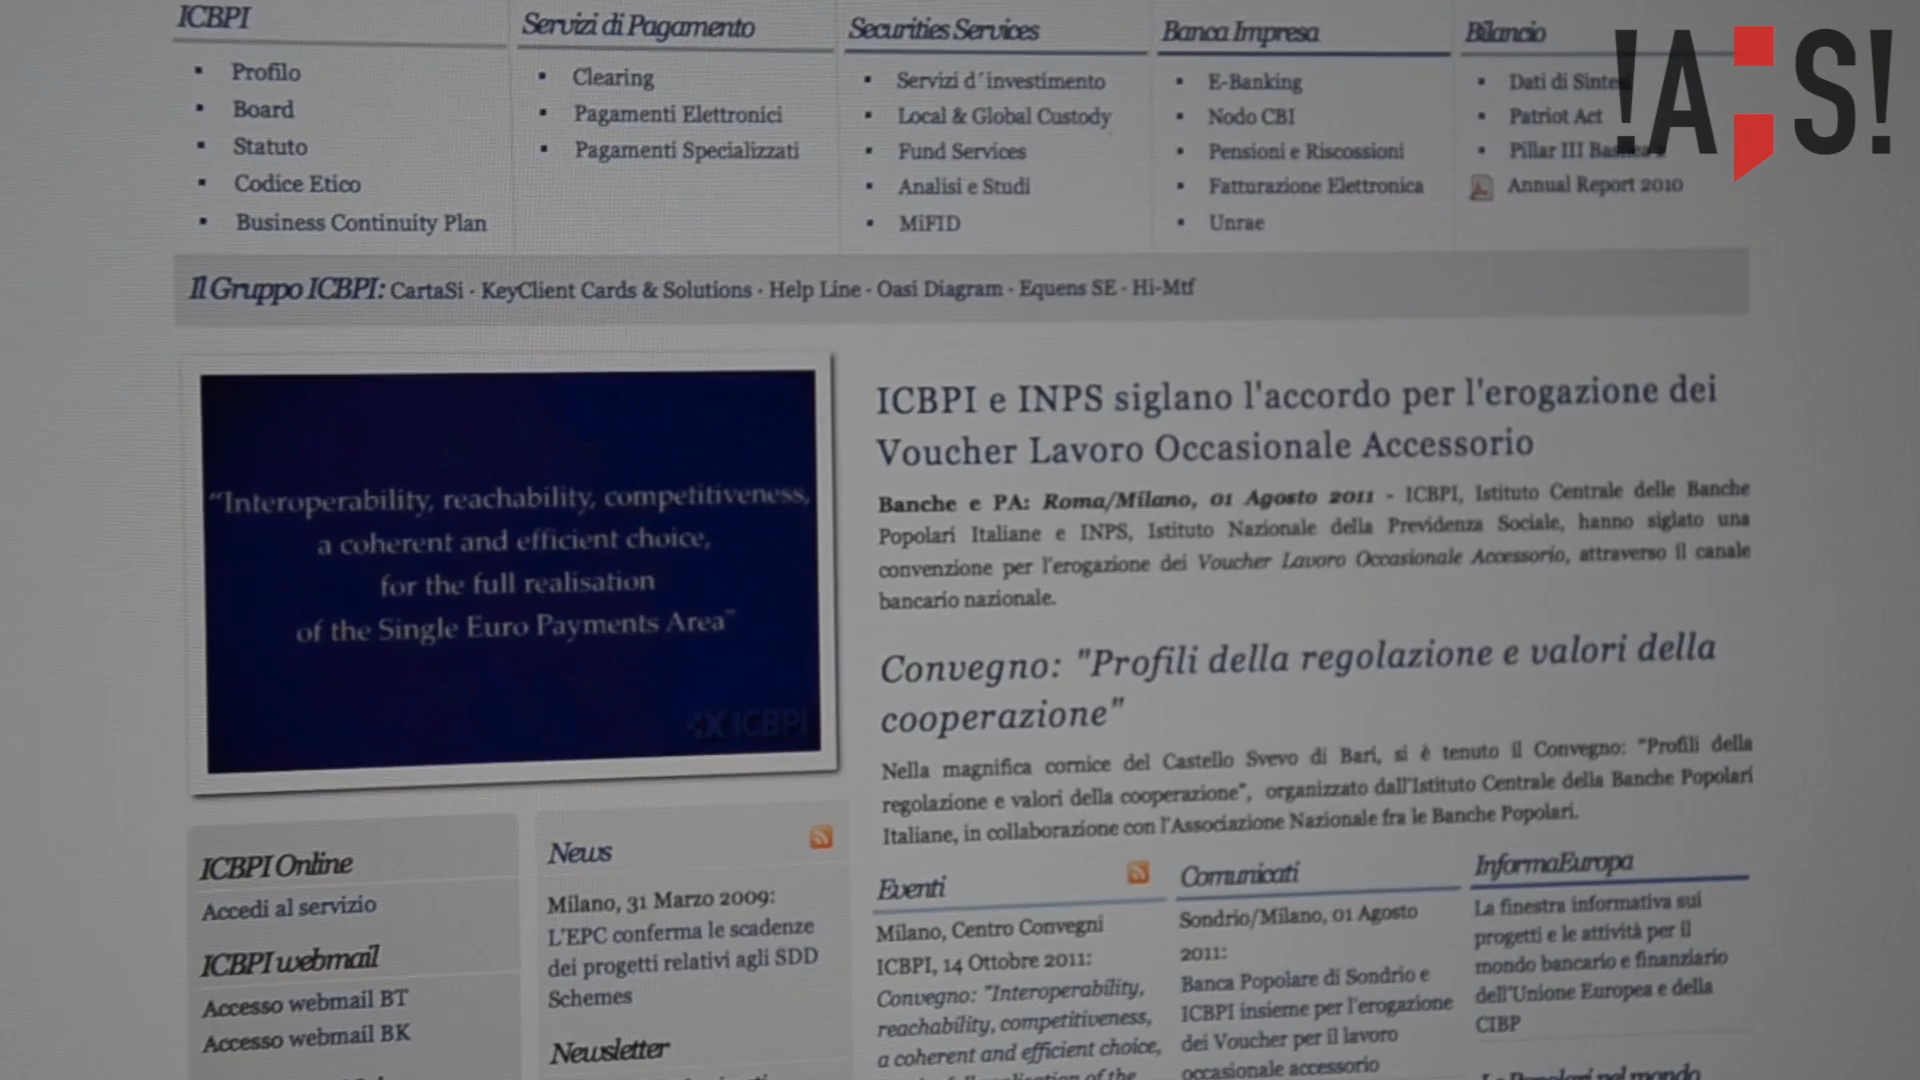 ICBPI
Profilo
Board
Statuto
Codice Etico
Business Continuity Plan
Servizi di Pagamento
Clearing
Pagamenti Elettronici
Pagamenti Specializzati
Securities Services
Servizi d´investimento
Local & Global Custody
Fund Services
Analisi e Studi
MiFID
Banca Impresa
E-Banking
Nodo CBI
Pensioni e Riscossioni
Fatturazione Elettronica
Unrae
Bilancio
Dati di
Patriot Act
Pillar III
Annual Report 2010
!A S!
Il Gruppo ICBPI: CartaSi · KeyClient Cards & Solutions · Help Line · Oasi Diagram · Equens SE · Hi-Mtf
“Interoperability, reachability, competitiveness,
a coherent and efficient choice,
for the full realisation
of the Single Euro Payments Area”
ICBPI
ICBPI e INPS siglano l'accordo per l'erogazione dei
Voucher Lavoro Occasionale Accessorio
Banche e PA: Roma/Milano, 01 Agosto 2011 - ICBPI, Istituto Centrale delle Banche
Popolari Italiane e INPS, Istituto Nazionale della Previdenza Sociale, hanno siglato una
convenzione per l'erogazione dei Voucher Lavoro Occasionale Accessorio, attraverso il canale
bancario nazionale.
Convegno: "Profili della regolazione e valori della
cooperazione"
Nella magnifica cornice del Castello Svevo di Bari, si è tenuto il Convegno: "Profili della
regolazione e valori della cooperazione", organizzato dall'Istituto Centrale della Banche Popolari
Italiane, in collaborazione con l'Associazione Nazionale fra le Banche Popolari.
ICBPI Online
Accedi al servizio
ICBPI webmail
Accesso webmail BT
Accesso webmail BK
News
Milano, 31 Marzo 2009:
L'EPC conferma le scadenze
dei progetti relativi agli SDD
Schemes
Newsletter
Eventi
Milano, Centro Convegni
ICBPI, 14 Ottobre 2011:
Convegno: "Interoperability,
reachability, competitiveness,
a coherent and efficient choice,
Comunicati
Sondrio/Milano, 01 Agosto
2011:
Banca Popolare di Sondrio e
ICBPI insieme per l'erogazione
dei Voucher per il lavoro
occasionale accessorio
InformaEuropa
La finestra informativa sui
progetti e le attività per il
mondo bancario e finanziario
dell'Unione Europea e della
CIBP